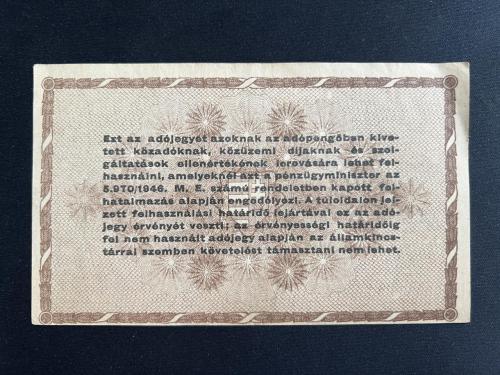 Ezt az adójegyet azoknak az adópengőben kive-
tett közadóknak, közüzemi díjaknak és szol-
gáltatások ellenértékének lerovására lehet fel-
használni, amelyeknél azt a pénzügyminiszter az
5.970/1946. M. E. számú rendeletben kapott fel-
hatalmazás alapján engedélyezi. A túloldalon jel-
zett felhasználási határidő lejártával ez az adó-
jegy érvényét veszti; az érvényességi határidőig
fel nem használt adójegy alapján az államkincs-
tárral szemben követelést támasztani nem lehet.